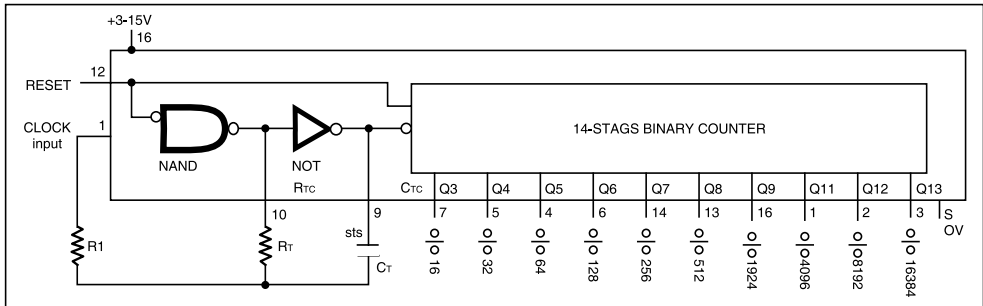 +3-15V
16
12
RESET
CLOCK
input
1
NAND
NOT
14-STAGS BINARY COUNTER
RTC
CTC
Q3 Q4 Q5 Q6 Q7 Q8 Q9 Q11 Q12 Q13
10
9
7 5 4 6 14 13 16 1 2 3
S
OV
sts
R1
RT
CT
o|o 16
o|o 32
o|o 64
o|o 128
o|o 256
o|o 512
o|o 1924
o|o 4096
o|o 8192
o|o 16384